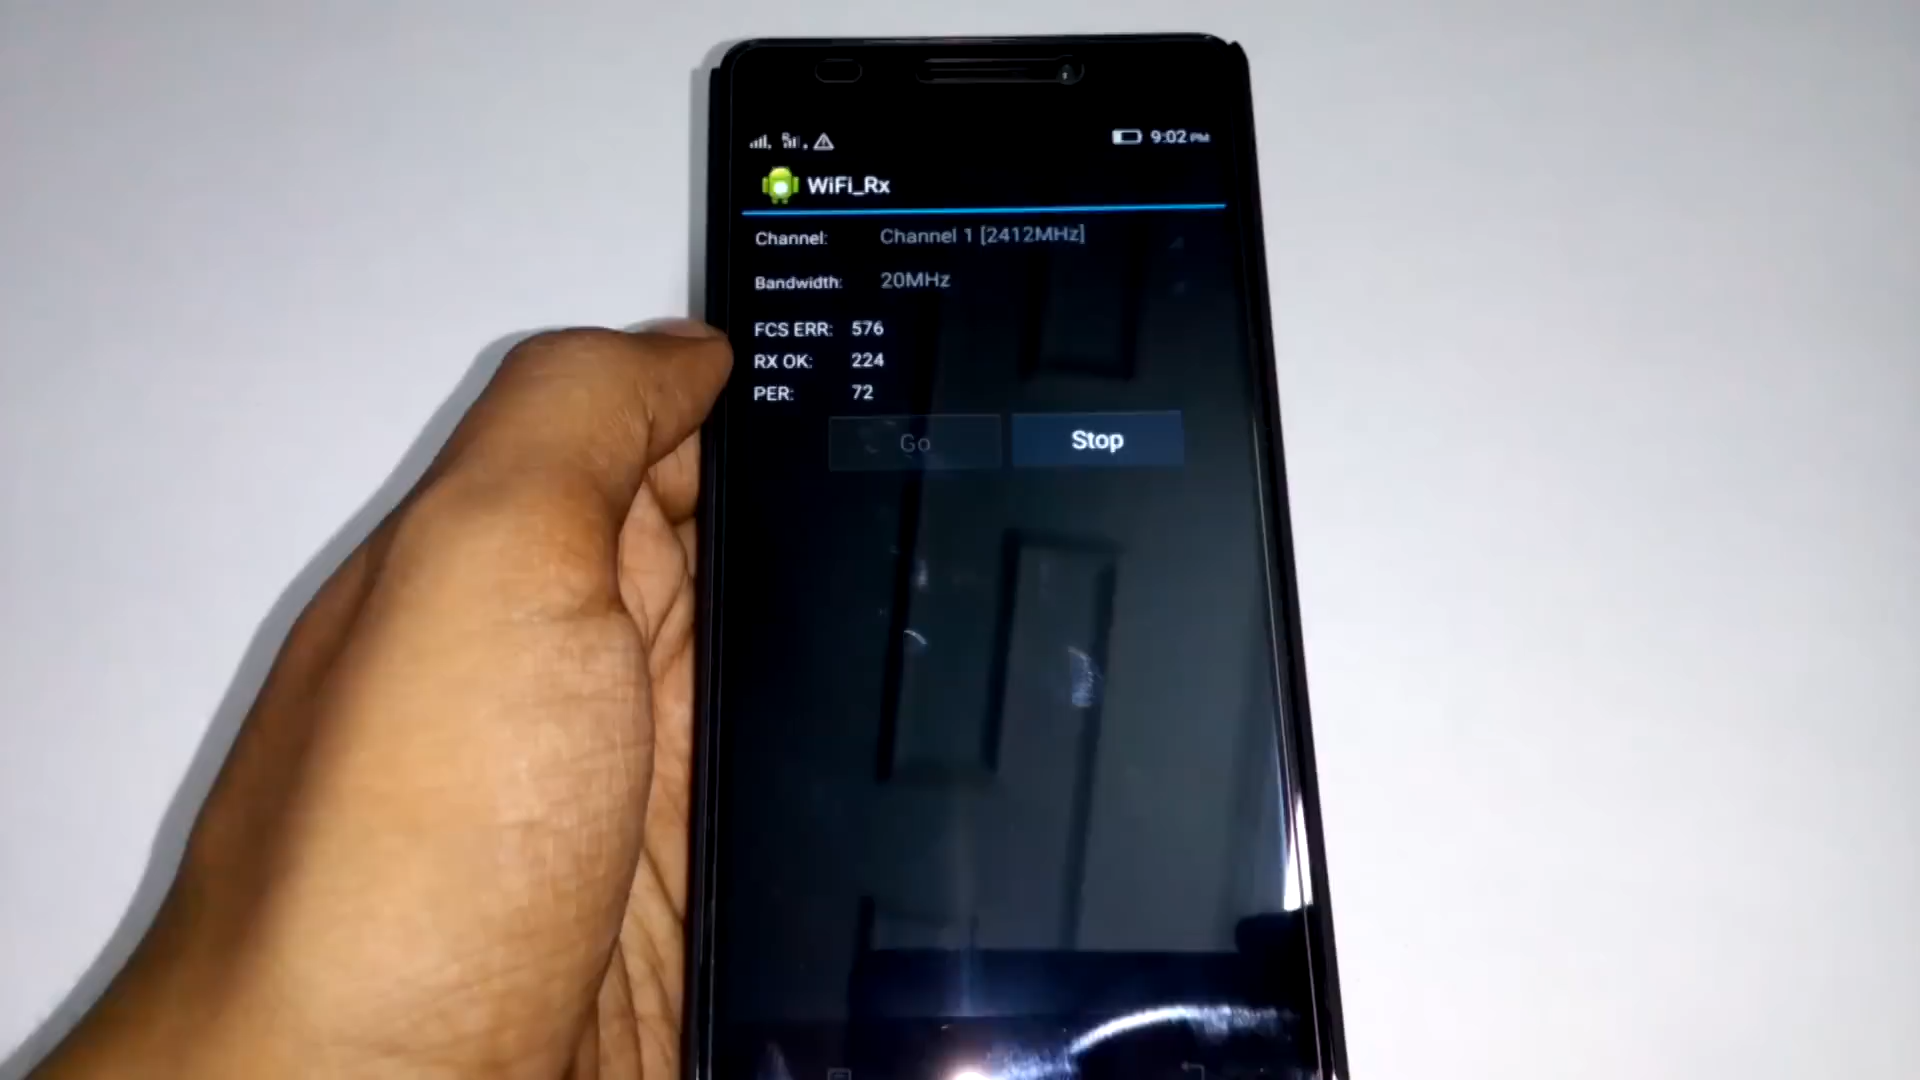 9:02 PM
WiFi_Rx
Channel: Channel 1 [2412MHz]
Bandwidth: 20MHz
FCS ERR: 576
RX OK: 224
PER: 72
Go Stop